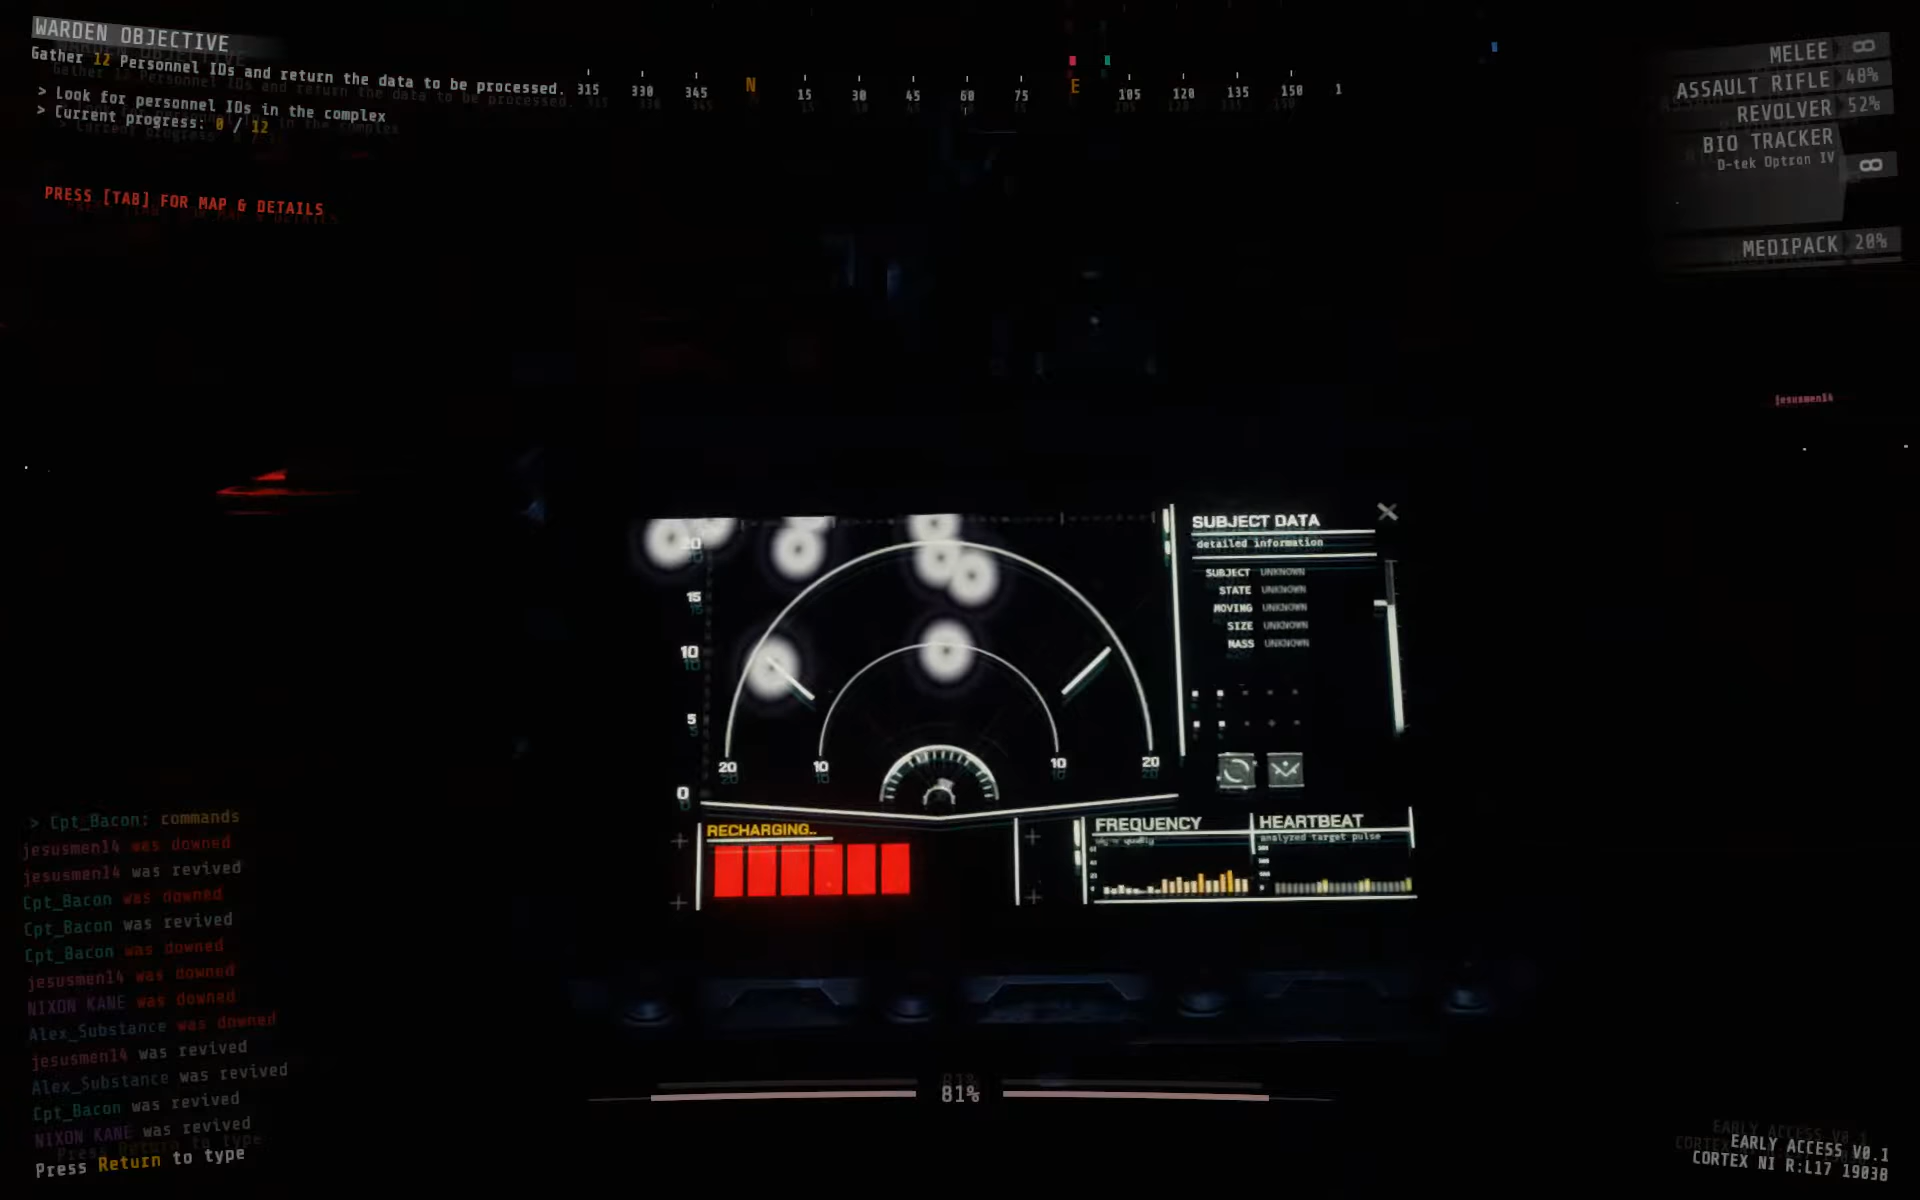 WARDEN OBJECTIVE
Gather 12 Personnel IDs and return the data to be processed.
> Look for personnel IDs in the complex
> Current progress: 0 / 12
PRESS [TAB] FOR MAP & DETAILS
315 330 345 N 15 30 45 60 75 E 105 120 135 150 1
MELEE 8
ASSAULT RIFLE 48%
REVOLVER 52%
BIO TRACKER
D-tek Optron IV 8
MEDIPACK 20%
jesusmen14
SUBJECT DATA
detailed information
SUBJECT UNKNOWN
STATE UNKNOWN
MOVING UNKNOWN
SIZE UNKNOWN
MASS UNKNOWN
20
15
10
5
0
20 10 10 20
RECHARGING..
FREQUENCY
HEARTBEAT
analyzed target pulse
> Cpt_Bacon: commands
jesusmen14 was downed
jesusmen14 was revived
Cpt_Bacon was downed
Cpt_Bacon was revived
Cpt_Bacon was downed
jesusmen14 was downed
NIXON KANE was downed
Alex_Substance was downed
jesusmen14 was revived
Alex_Substance was revived
Cpt_Bacon was revived
NIXON KANE was revived
Press Return to type
81%
EARLY ACCESS V0.1
CORTEX NI R:L17 19038